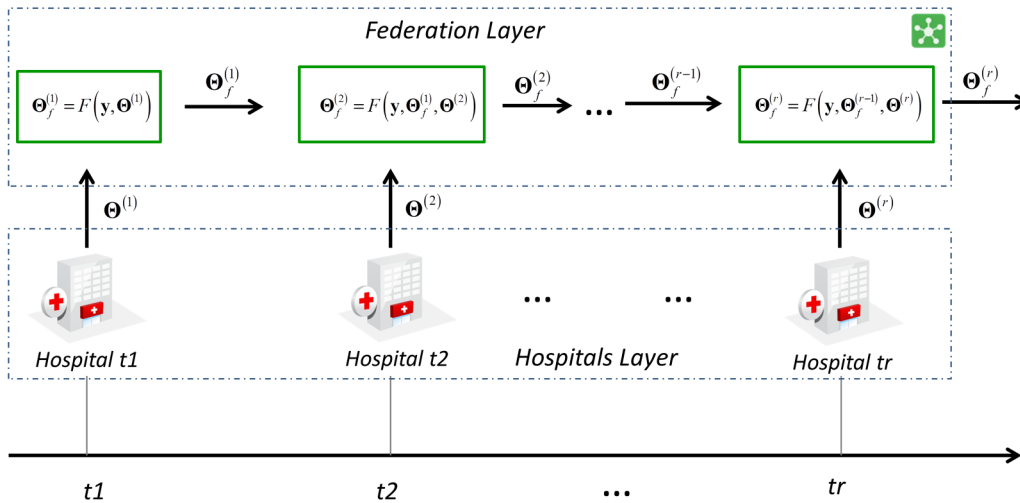 Federation Layer
Θ_f^(1) = F(y, Θ^(1))
Θ_f^(1)
Θ_f^(2) = F(y, Θ_f^(1), Θ^(2))
Θ_f^(2)
...
Θ_f^(r-1)
Θ_f^(r) = F(y, Θ_f^(r-1), Θ^(r))
Θ_f^(r)
Θ^(1)
Θ^(2)
Θ^(r)
... ...
Hospital t1
Hospital t2
Hospitals Layer
Hospital tr
t1
t2
...
tr